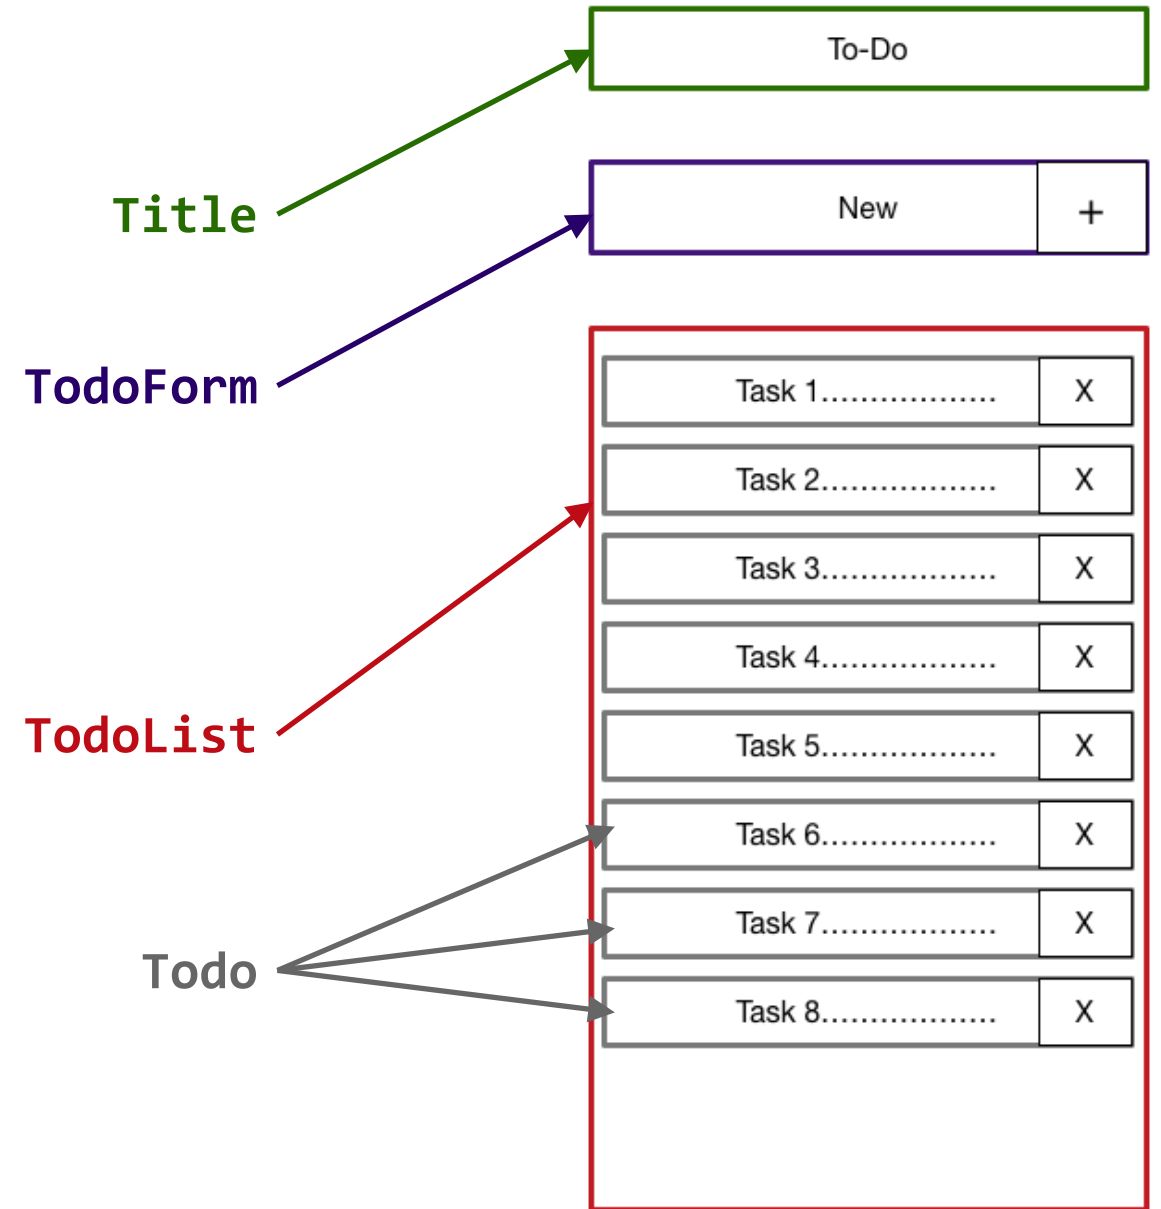 To-Do
Title
New +
TodoForm
Task 1.................. X
Task 2.................. X
Task 3.................. X
Task 4.................. X
TodoList
Task 5.................. X
Task 6.................. X
Task 7.................. X
Todo
Task 8.................. X